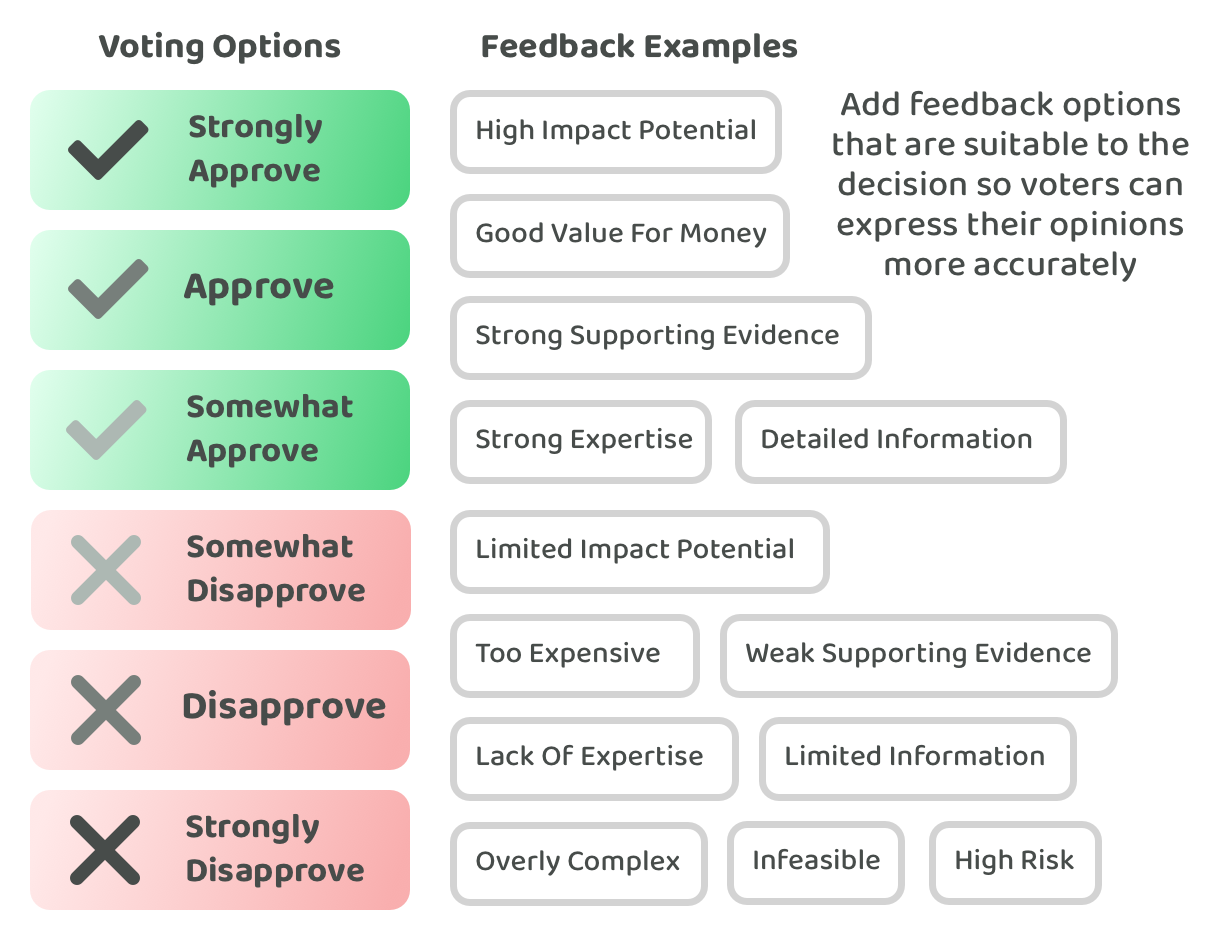 Voting Options
Strongly
Approve
Approve
Somewhat
Approve
Somewhat
Disapprove
Disapprove
Strongly
Disapprove
Feedback Examples
High Impact Potential
Good Value For Money
Strong Supporting Evidence
Strong Expertise
Detailed Information
Limited Impact Potential
Too Expensive
Weak Supporting Evidence
Lack Of Expertise
Limited Information
Overly Complex
Infeasible
High Risk
Add feedback options
that are suitable to the
decision so voters can
express their opinions
more accurately